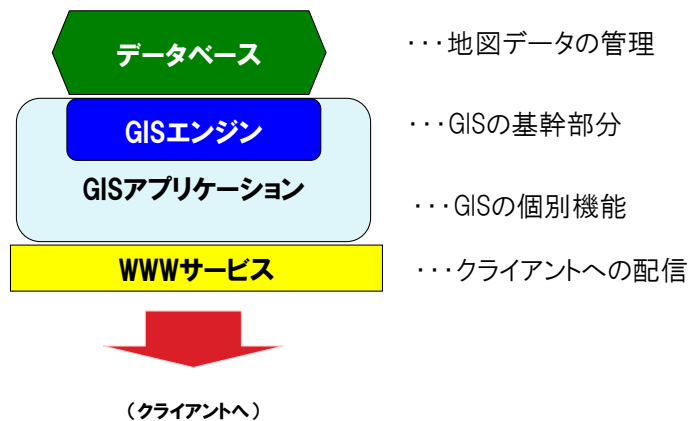 データベース ・・・地図データの管理
GISエンジン ・・・GISの基幹部分
GISアプリケーション ・・・GISの個別機能
WWWサービス ・・・クライアントへの配信
（クライアントへ）